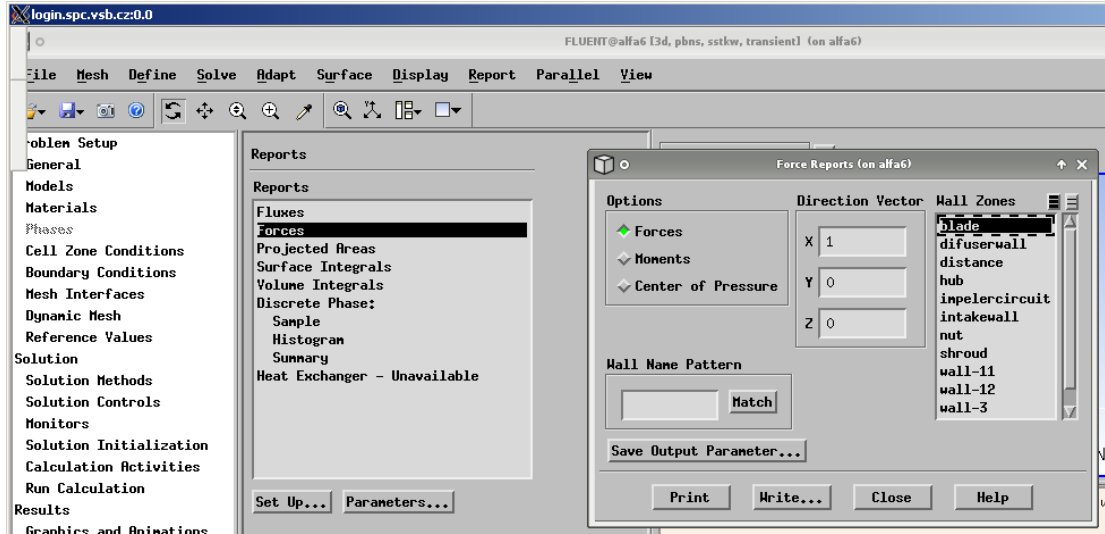 login.spc.vsb.cz:0.0
FLUENT@alfa6 [3d, pbns, sstkw, transient] (on alfa6)
File Mesh Define Solve Adapt Surface Display Report Parallel View
roblem Setup
General
Models
Materials
Phases
Cell Zone Conditions
Boundary Conditions
Mesh Interfaces
Dynamic Mesh
Reference Values
Solution
Solution Methods
Solution Controls
Monitors
Solution Initialization
Calculation Activities
Run Calculation
Results
Graphics and Animations
Reports
Reports
Fluxes
Forces
Projected Areas
Surface Integrals
Volume Integrals
Discrete Phase:
Sample
Histogram
Summary
Heat Exchanger - Unavailable
Set Up... Parameters...
Force Reports (on alfa6)
Options
Forces
Moments
Center of Pressure
Direction Vector
X 1
Y 0
Z 0
Wall Zones
blade
difuserwall
distance
hub
impelercircuit
intakewall
nut
shroud
wall-11
wall-12
wall-3
Wall Name Pattern
Match
Save Output Parameter...
Print Write... Close Help